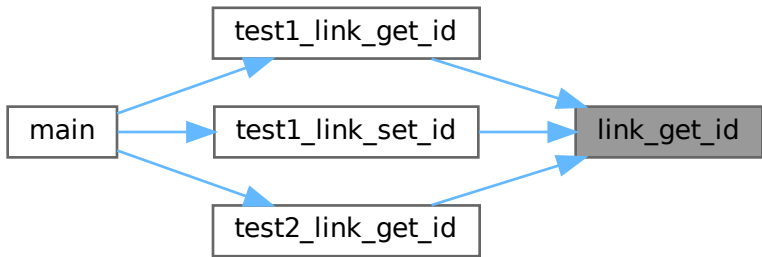 test1_link_get_id
main
test1_link_set_id
link_get_id
test2_link_get_id